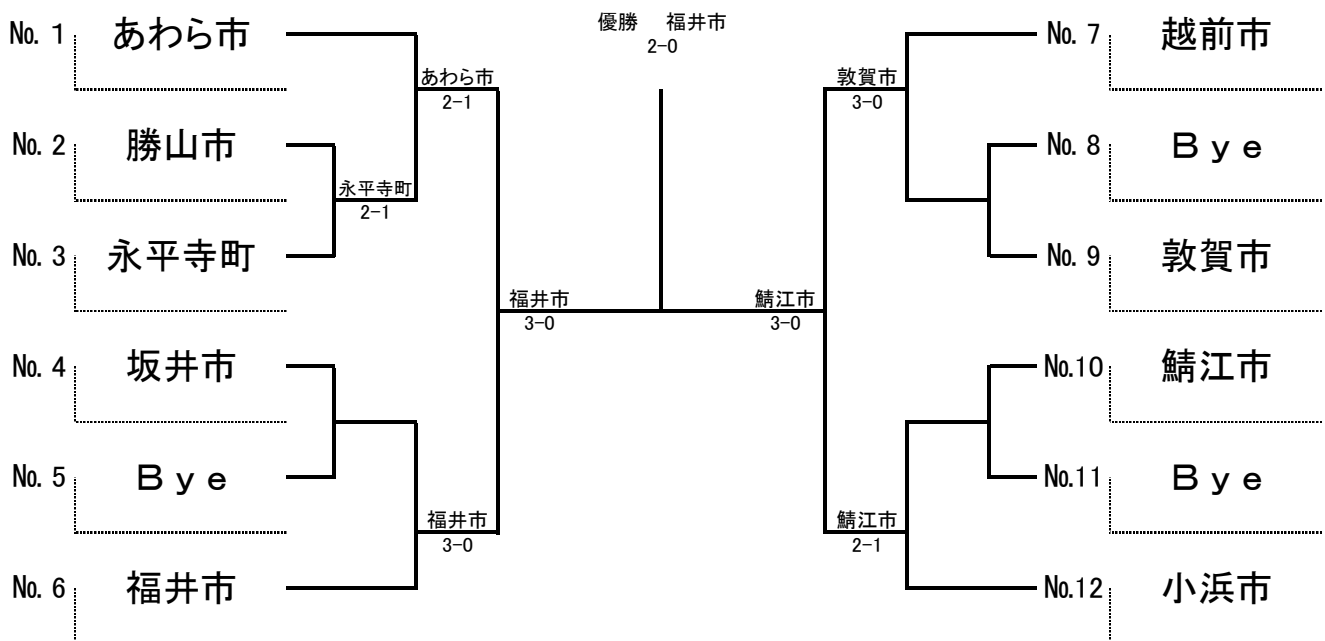 優勝 福井市
2-0
No. 1 あわら市
あわら市
2-1
No. 2 勝山市
永平寺町
2-1
No. 3 永平寺町
福井市
3-0
No. 4 坂井市
No. 5 Bye
福井市
3-0
No. 6 福井市
No. 7 越前市
敦賀市
3-0
No. 8 Bye
No. 9 敦賀市
鯖江市
3-0
No.10 鯖江市
No.11 Bye
鯖江市
2-1
No.12 小浜市